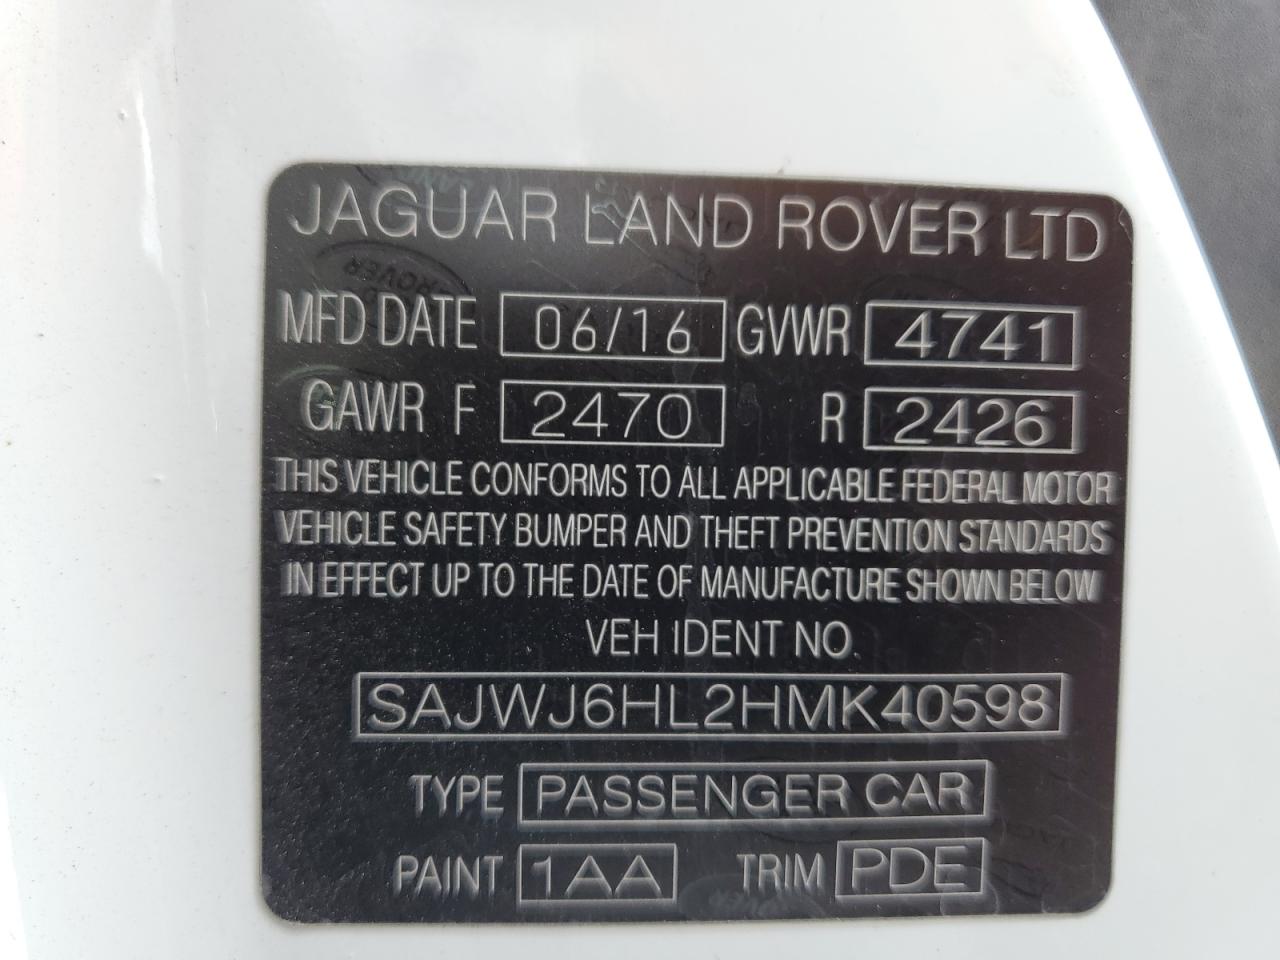 JAGUAR LAND ROVER LTD
MFD DATE 06/16 GVWR 4741
GAWR F 2470 R 2426
THIS VEHICLE CONFORMS TO ALL APPLICABLE FEDERAL MOTOR
VEHICLE SAFETY BUMPER AND THEFT PREVENTION STANDARDS
IN EFFECT UP TO THE DATE OF MANUFACTURE SHOWN BELOW
VEH IDENT NO.
SAJWJ6HL2HMK40598
TYPE PASSENGER CAR
PAINT 1AA TRIM PDE